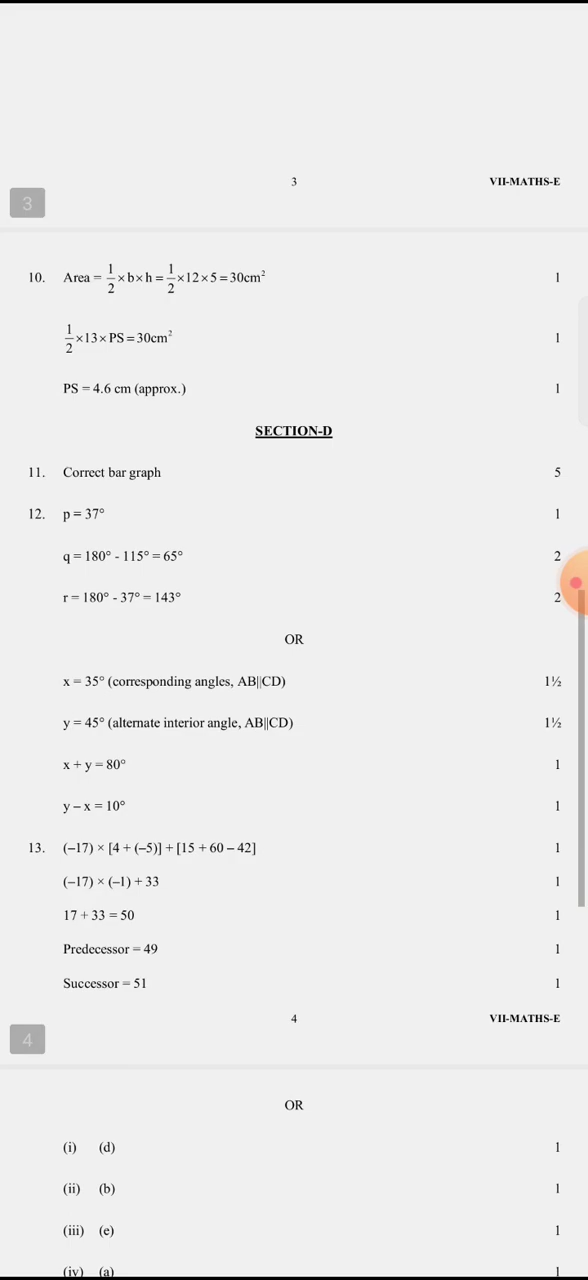 3 VII-MATHS-E
3
10. Area = 1/2 × b × h = 1/2 × 12 × 5 = 30cm² 1
1/2 × 13 × PS = 30cm² 1
PS = 4.6 cm (approx.) 1
SECTION-D
11. Correct bar graph 5
12. p = 37° 1
q = 180° - 115° = 65° 2
r = 180° - 37° = 143° 2
OR
x = 35° (corresponding angles, AB||CD) 1½
y = 45° (alternate interior angle, AB||CD) 1½
x + y = 80° 1
y – x = 10° 1
13. (–17) × [4 + (–5)] + [15 + 60 – 42] 1
(–17) × (–1) + 33 1
17 + 33 = 50 1
Predecessor = 49 1
Successor = 51 1
4 VII-MATHS-E
4
OR
(i) (d) 1
(ii) (b) 1
(iii) (e) 1
(iv) (a) 1